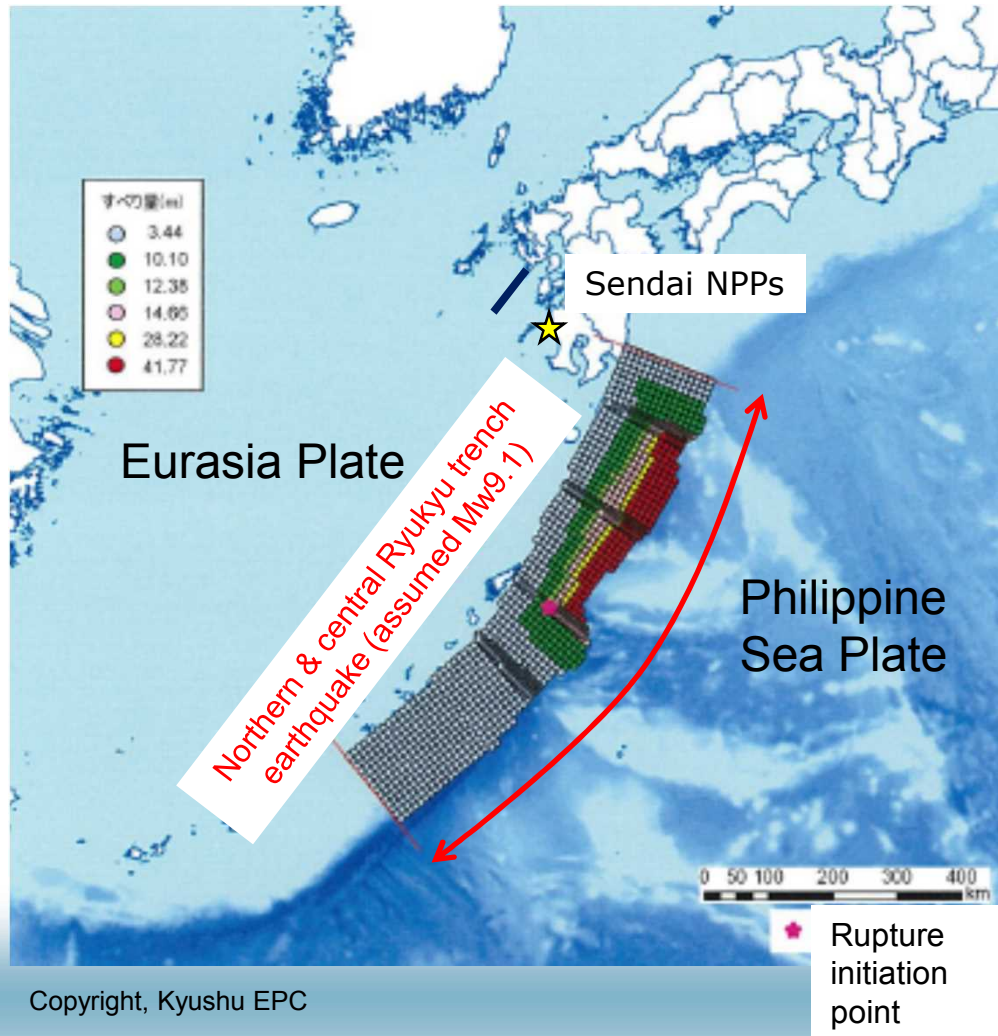 すべり量(m)
3.44
10.10
12.38
14.66
28.22
41.77
Sendai NPPs
Eurasia Plate
Northern & central Ryukyu trench
earthquake (assumed Mw9.1)
Philippine
Sea Plate
0 50 100 200 300 400
km
Rupture
initiation
point
Copyright, Kyushu EPC